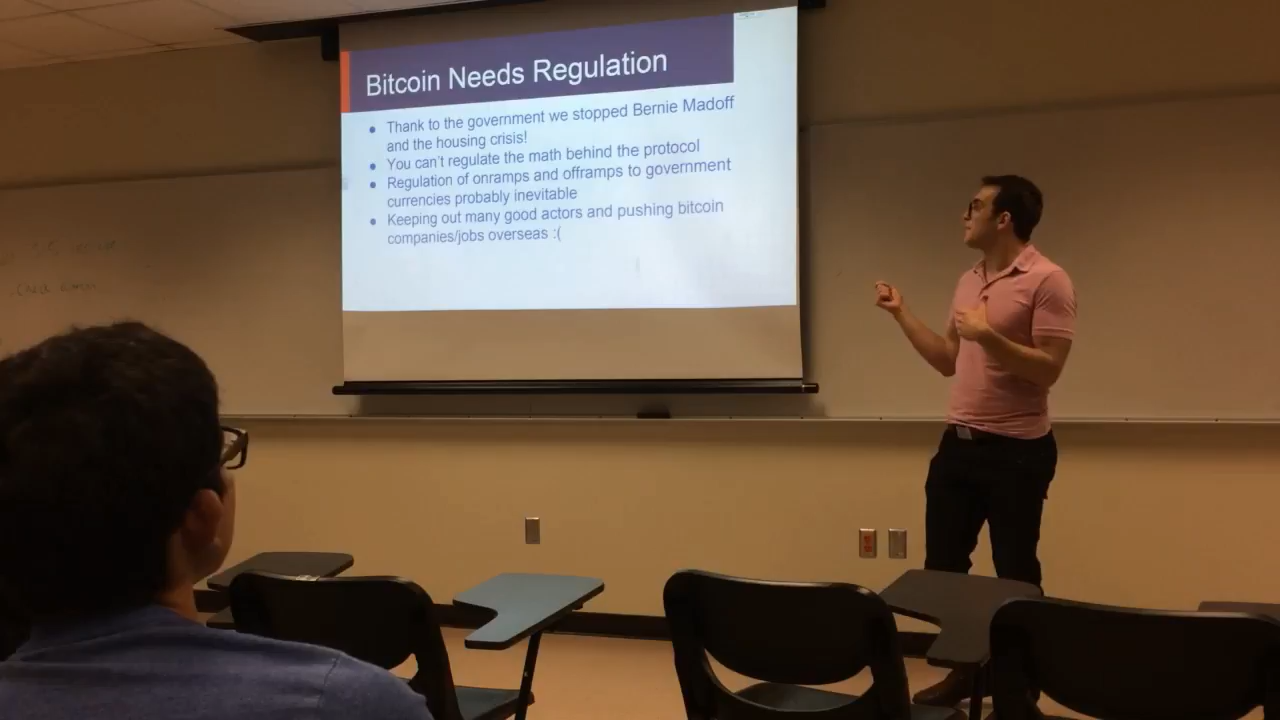 Bitcoin Needs Regulation
● Thank to the government we stopped Bernie Madoff
and the housing crisis!
● You can't regulate the math behind the protocol
● Regulation of onramps and offramps to government
currencies probably inevitable
● Keeping out many good actors and pushing bitcoin
companies/jobs overseas :(